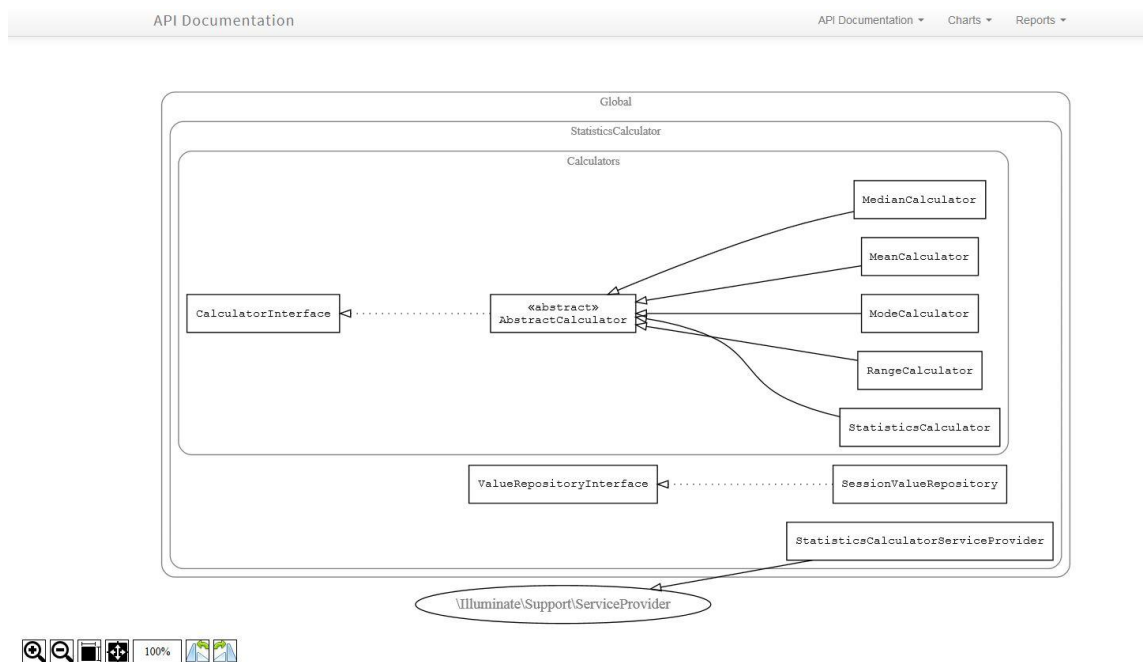 API Documentation
API Documentation Charts Reports
Global
StatisticsCalculator
Calculators
MedianCalculator
MeanCalculator
CalculatorInterface
«abstract»
AbstractCalculator
ModeCalculator
RangeCalculator
StatisticsCalculator
ValueRepositoryInterface
SessionValueRepository
StatisticsCalculatorServiceProvider
\Illuminate\Support\ServiceProvider
100%